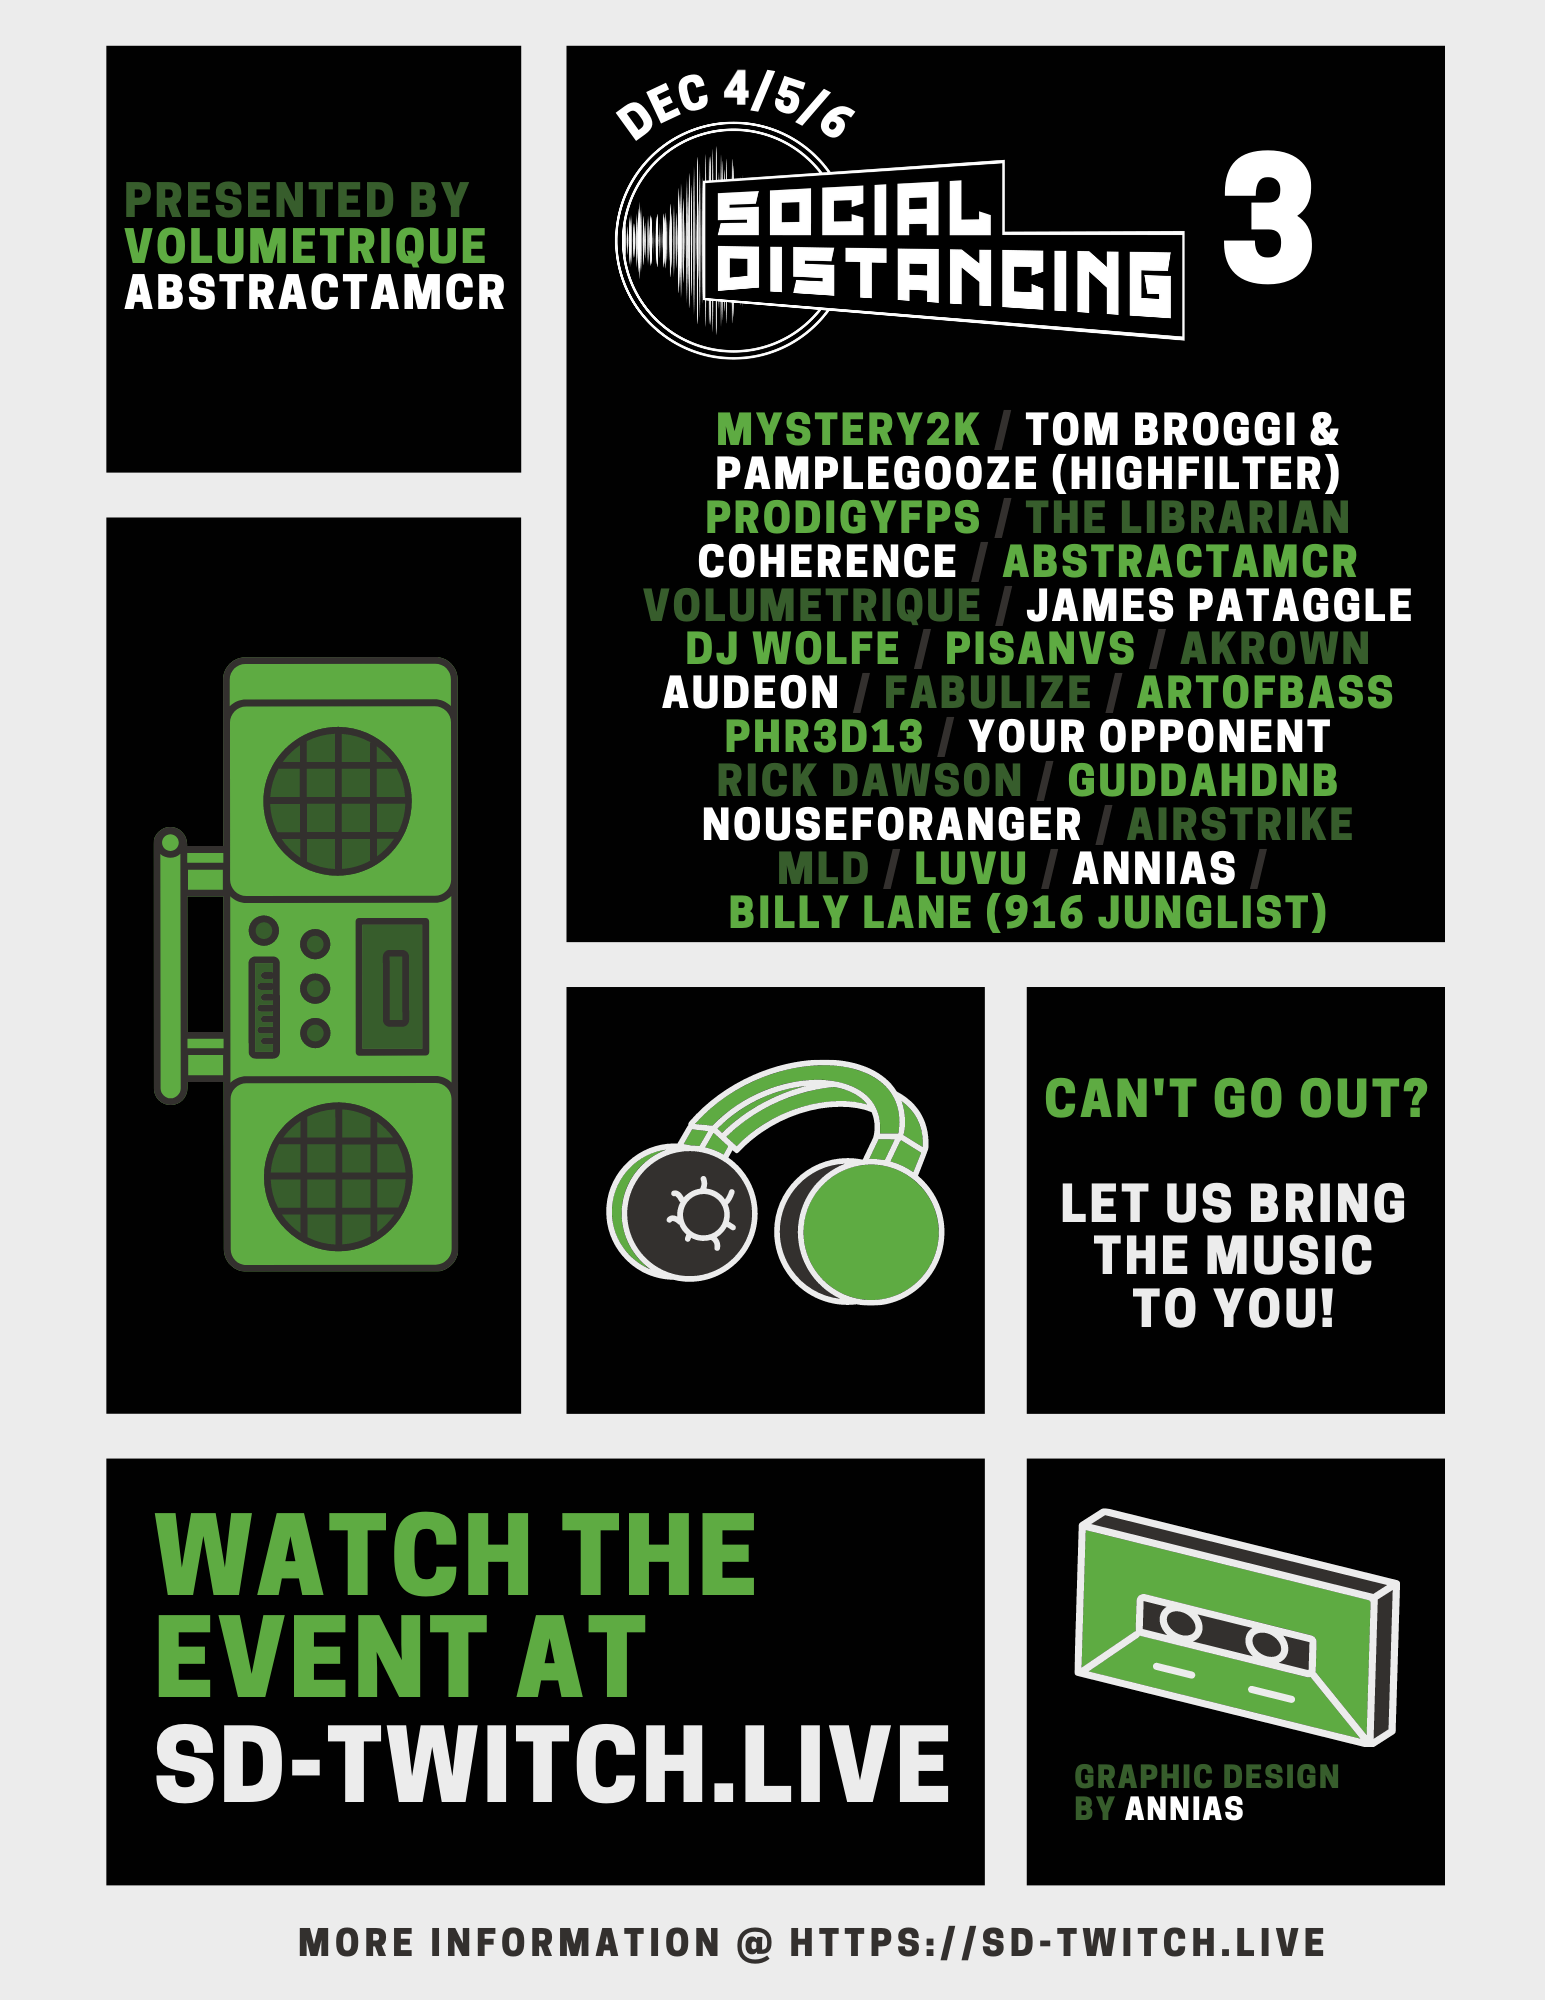 PRESENTED BY
VOLUMETRIQUE
ABSTRACTAMCR
DEC 4/5/6
SOCIAL
DISTANCING
3
MYSTERY2K / TOM BROGGI &
PAMPLEGOOZE (HIGHFILTER)
PRODIGYFPS / THE LIBRARIAN
COHERENCE / ABSTRACTAMCR
VOLUMETRIQUE / JAMES PATAGGLE
DJ WOLFE / PISANVS / AKROWN
AUDEON / FABULIZE / ARTOFBASS
PHR3D13 / YOUR OPPONENT
RICK DAWSON / GUDDAHDNB
NOUSEFORANGER / AIRSTRIKE
MLD / LUVU / ANNIAS /
BILLY LANE (916 JUNGLIST)
CAN'T GO OUT?
LET US BRING
THE MUSIC
TO YOU!
WATCH THE
EVENT AT
SD-TWITCH.LIVE
GRAPHIC DESIGN
BY ANNIAS
MORE INFORMATION @ HTTPS://SD-TWITCH.LIVE